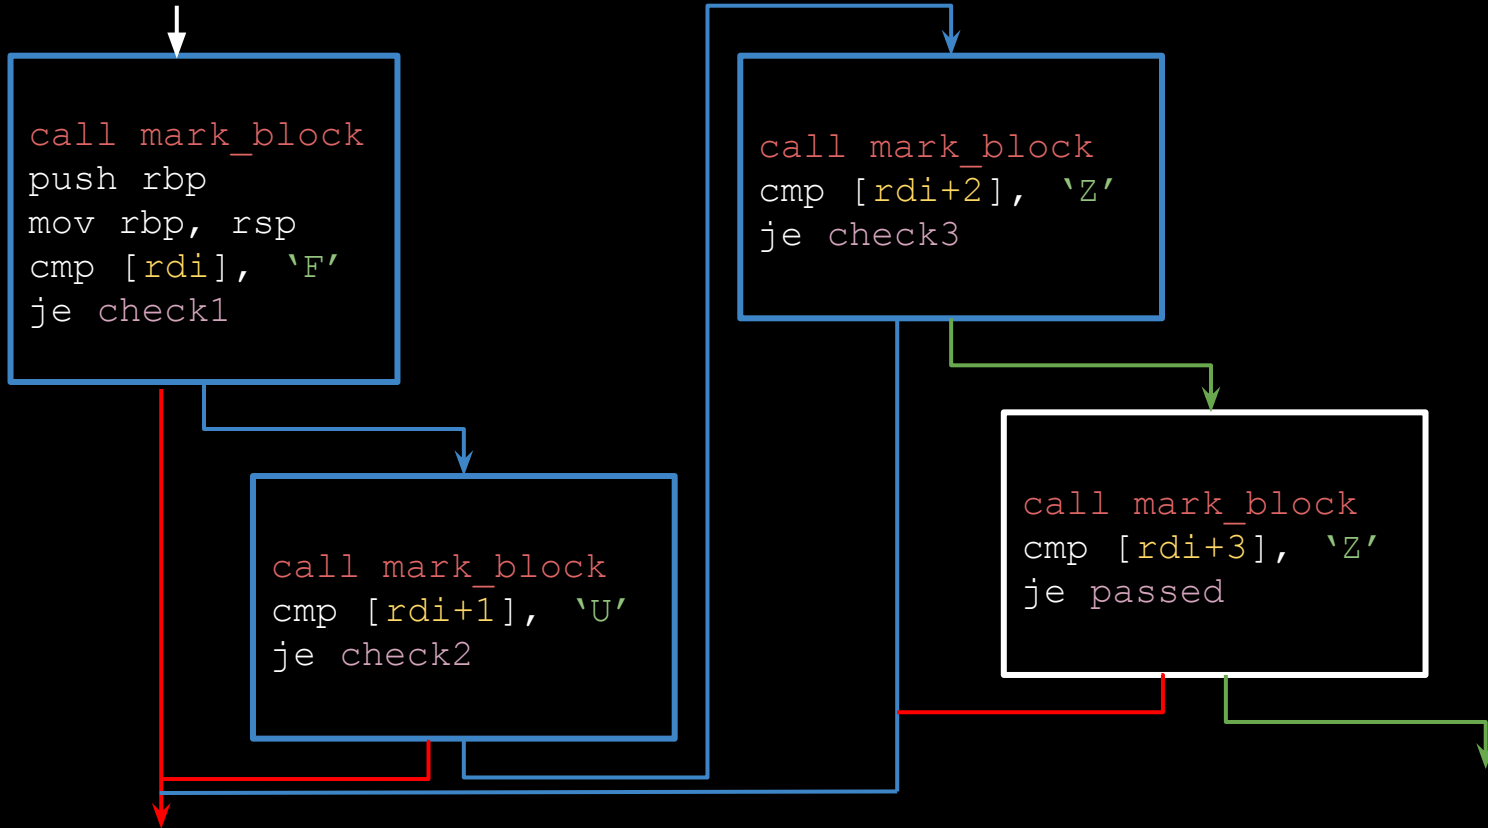 call mark_block
push rbp
mov rbp, rsp
cmp [rdi], ‘F’
je check1
call mark_block
cmp [rdi+1], ‘U’
je check2
call mark_block
cmp [rdi+2], ‘Z’
je check3
call mark_block
cmp [rdi+3], ‘Z’
je passed